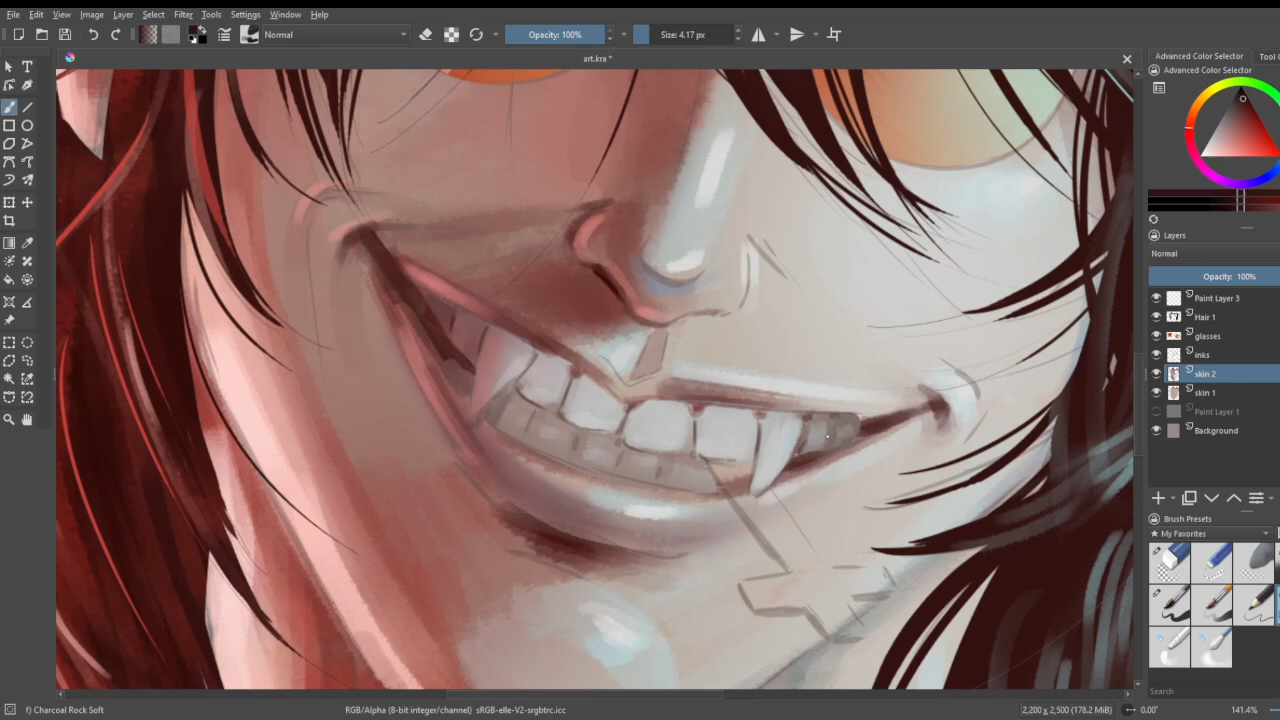 File Edit View Image Layer Select Filter Tools Settings Window Help
Normal Opacity: 100% Size: 4.17 px
art.kra *
Advanced Color Selector Tool
Advanced Color Selector
Layers
Normal
Opacity: 100%
Paint Layer 3
Hair 1
glasses
inks
skin 2
skin 1
Paint Layer 1
Background
Brush Presets
★ My Favorites
Search
f) Charcoal Rock Soft RGB/Alpha (8-bit integer/channel) sRGB-elle-V2-srgbtrc.icc 2,200 x 2,500 (178.2 MiB) 0.00° 141.4%